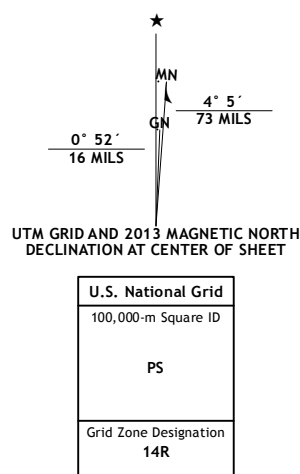 MN
GN
4° 5´
73 MILS
0° 52´
16 MILS
UTM GRID AND 2013 MAGNETIC NORTH
DECLINATION AT CENTER OF SHEET
U.S. National Grid
100,000-m Square ID
PS
Grid Zone Designation
14R